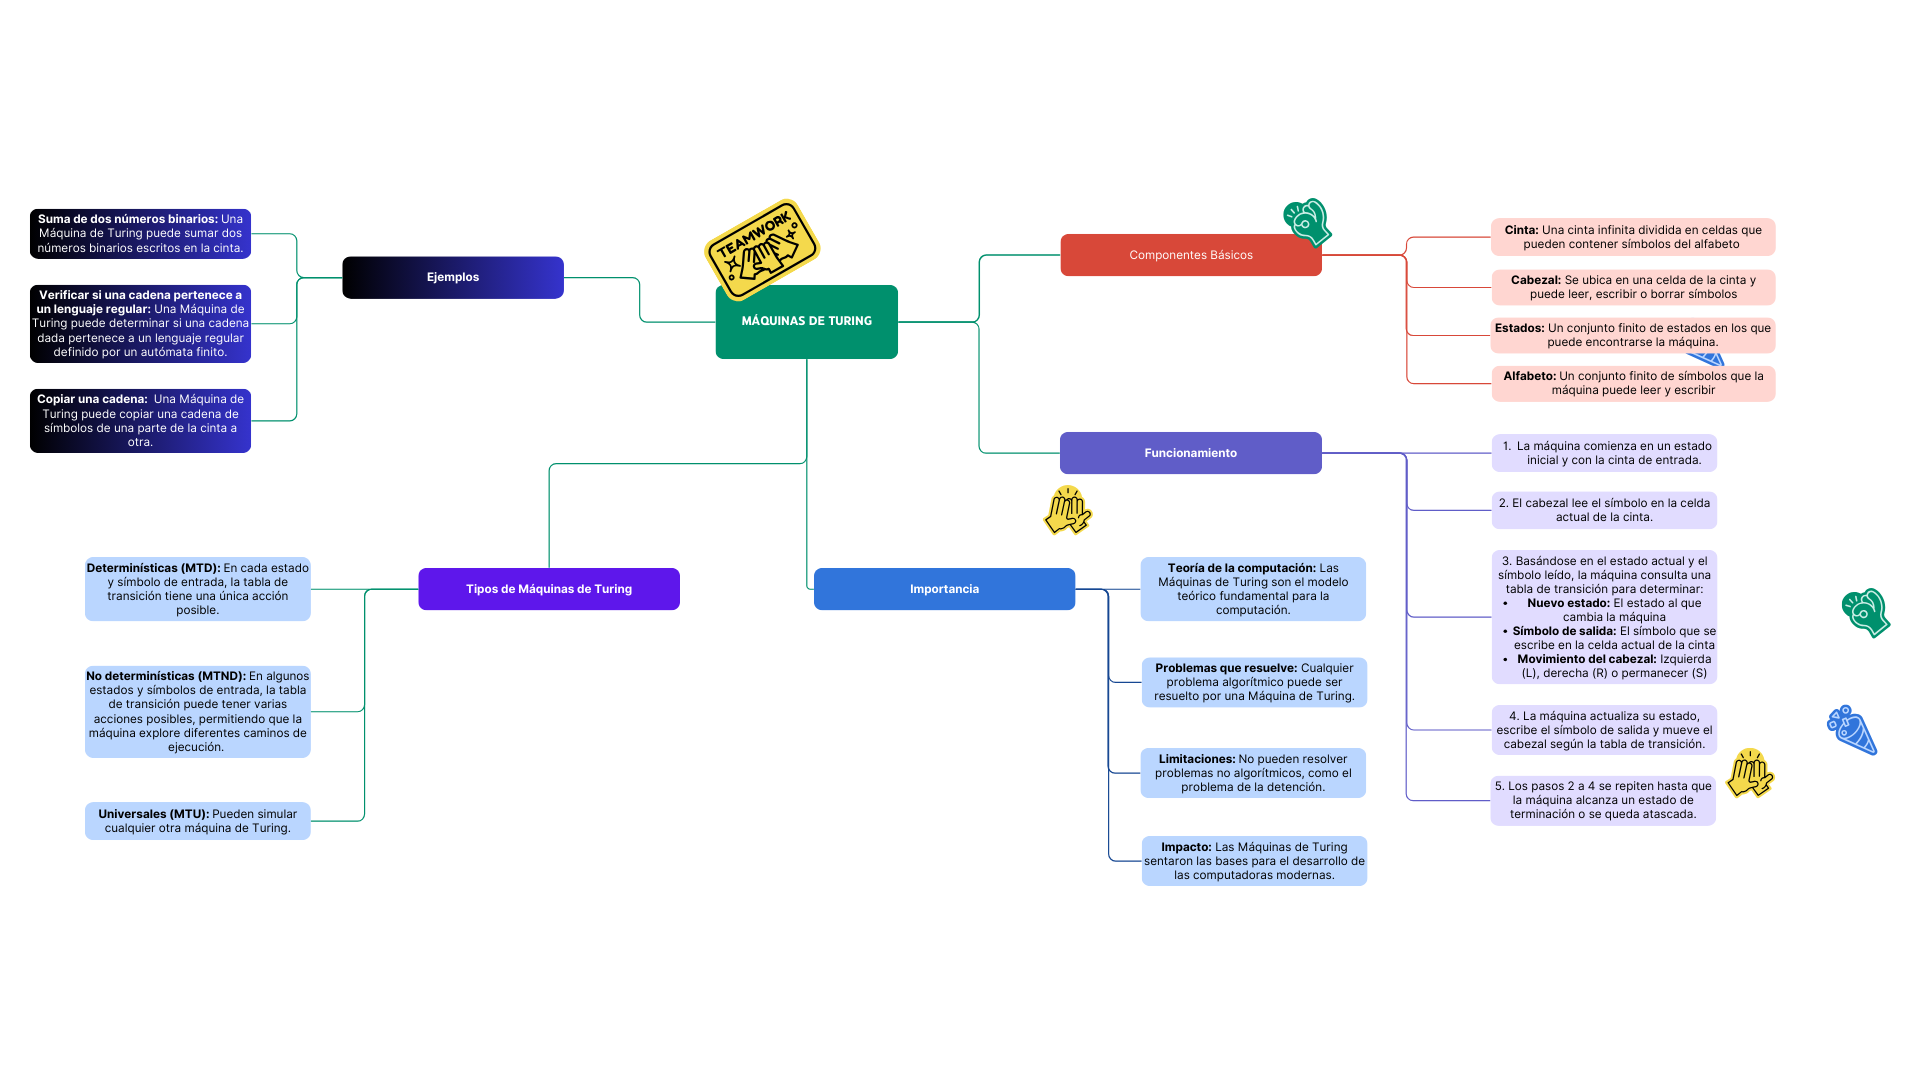 TEAMWORK
MÁQUINAS DE TURING
Ejemplos
Suma de dos números binarios: Una
Máquina de Turing puede sumar dos
números binarios escritos en la cinta.
Verificar si una cadena pertenece a
un lenguaje regular: Una Máquina de
Turing puede determinar si una cadena
dada pertenece a un lenguaje regular
definido por un autómata finito.
Copiar una cadena:  Una Máquina de
Turing puede copiar una cadena de
símbolos de una parte de la cinta a
otra.
Componentes Básicos
Cinta: Una cinta infinita dividida en celdas que
pueden contener símbolos del alfabeto
Cabezal: Se ubica en una celda de la cinta y
puede leer, escribir o borrar símbolos
Estados: Un conjunto finito de estados en los que
puede encontrarse la máquina.
Alfabeto: Un conjunto finito de símbolos que la
máquina puede leer y escribir
Funcionamiento
1. La máquina comienza en un estado
inicial y con la cinta de entrada.
2. El cabezal lee el símbolo en la celda
actual de la cinta.
3. Basándose en el estado actual y el
símbolo leído, la máquina consulta una
tabla de transición para determinar:
• Nuevo estado: El estado al que
cambia la máquina
• Símbolo de salida: El símbolo que se
escribe en la celda actual de la cinta
• Movimiento del cabezal: Izquierda
(L), derecha (R) o permanecer (S)
4. La máquina actualiza su estado,
escribe el símbolo de salida y mueve el
cabezal según la tabla de transición.
5. Los pasos 2 a 4 se repiten hasta que
la máquina alcanza un estado de
terminación o se queda atascada.
Tipos de Máquinas de Turing
Determinísticas (MTD): En cada estado
y símbolo de entrada, la tabla de
transición tiene una única acción
posible.
No determinísticas (MTND): En algunos
estados y símbolos de entrada, la tabla
de transición puede tener varias
acciones posibles, permitiendo que la
máquina explore diferentes caminos de
ejecución.
Universales (MTU): Pueden simular
cualquier otra máquina de Turing.
Importancia
Teoría de la computación: Las
Máquinas de Turing son el modelo
teórico fundamental para la
computación.
Problemas que resuelve: Cualquier
problema algorítmico puede ser
resuelto por una Máquina de Turing.
Limitaciones: No pueden resolver
problemas no algorítmicos, como el
problema de la detención.
Impacto: Las Máquinas de Turing
sentaron las bases para el desarrollo de
las computadoras modernas.